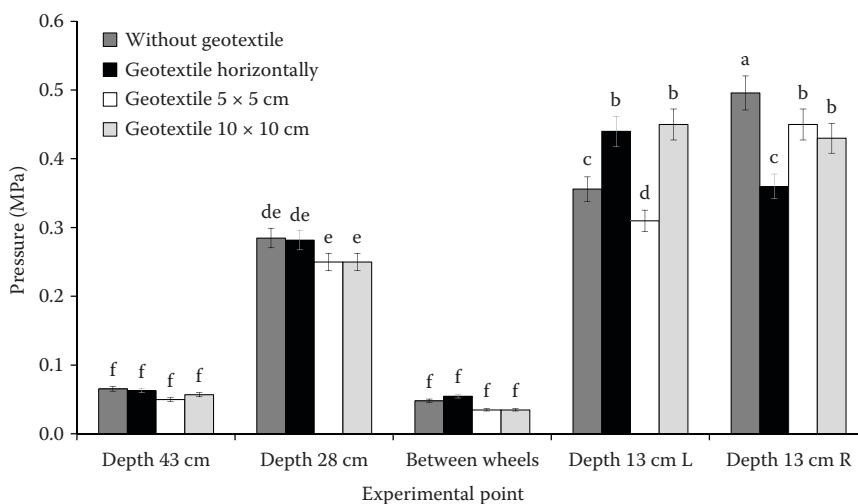 0.6
0.5
0.4
0.3
0.2
0.1
0.0
Pressure (MPa)
Without geotextile
Geotextile horizontally
Geotextile 5 × 5 cm
Geotextile 10 × 10 cm
f f f f
de de e e
f f f f
c b d b
a c b b
Depth 43 cm Depth 28 cm Between wheels Depth 13 cm L Depth 13 cm R
Experimental point